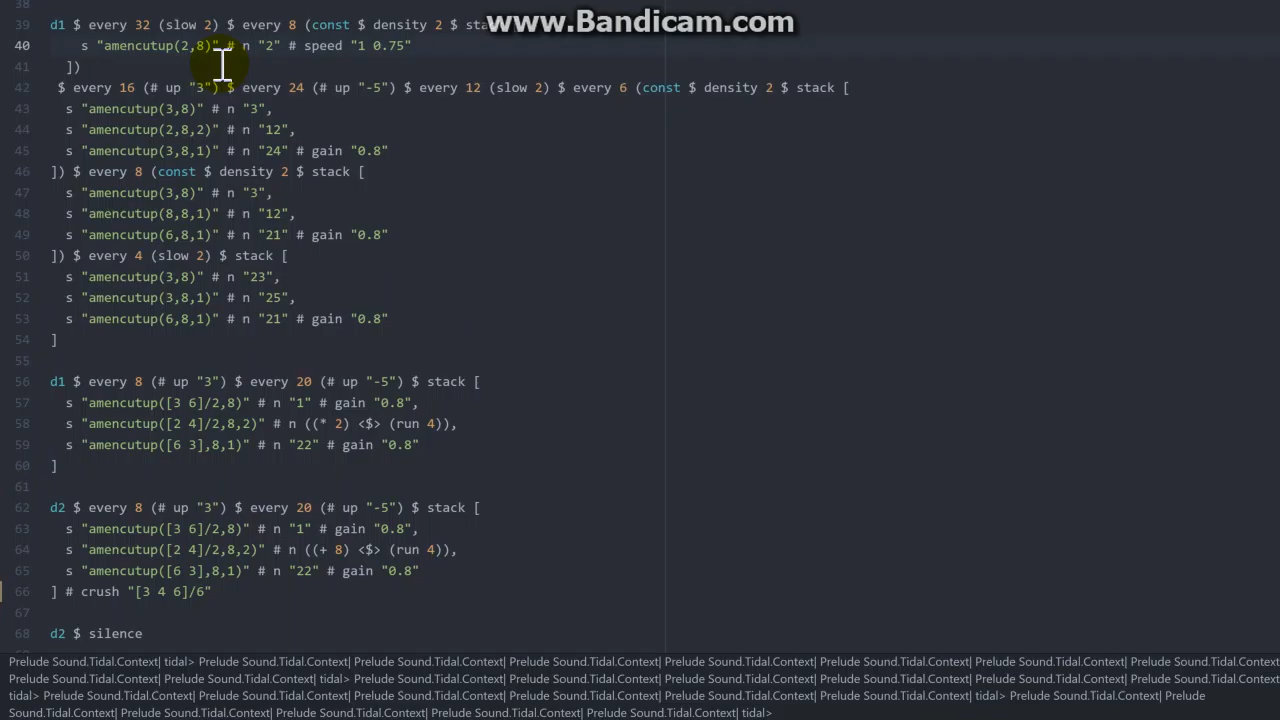 www.Bandicam.com
38
39 d1 $ every 32 (slow 2) $ every 8 (const $ density 2 $ stack [
40 s "amencutup(2,8)" # n "2" # speed "1 0.75"
41 ])
42 $ every 16 (# up "3") $ every 24 (# up "-5") $ every 12 (slow 2) $ every 6 (const $ density 2 $ stack [
43 s "amencutup(3,8)" # n "3",
44 s "amencutup(2,8,2)" # n "12",
45 s "amencutup(3,8,1)" # n "24" # gain "0.8"
46 ]) $ every 8 (const $ density 2 $ stack [
47 s "amencutup(3,8)" # n "3",
48 s "amencutup(8,8,1)" # n "12",
49 s "amencutup(6,8,1)" # n "21" # gain "0.8"
50 ]) $ every 4 (slow 2) $ stack [
51 s "amencutup(3,8)" # n "23",
52 s "amencutup(3,8,1)" # n "25",
53 s "amencutup(6,8,1)" # n "21" # gain "0.8"
54 ]
55
56 d1 $ every 8 (# up "3") $ every 20 (# up "-5") $ stack [
57 s "amencutup([3 6]/2,8)" # n "1" # gain "0.8",
58 s "amencutup([2 4]/2,8,2)" # n ((* 2) <$> (run 4)),
59 s "amencutup([6 3],8,1)" # n "22" # gain "0.8"
60 ]
61
62 d2 $ every 8 (# up "3") $ every 20 (# up "-5") $ stack [
63 s "amencutup([3 6]/2,8)" # n "1" # gain "0.8",
64 s "amencutup([2 4]/2,8,2)" # n ((+ 8) <$> (run 4)),
65 s "amencutup([6 3],8,1)" # n "22" # gain "0.8"
66 ] # crush "[3 4 6]/6"
67
68 d2 $ silence
Prelude Sound.Tidal.Context| tidal> Prelude Sound.Tidal.Context| Prelude Sound.Tidal.Context| Prelude Sound.Tidal.Context| Prelude Sound.Tidal.Context| Prelude Sound.Tidal.Context| Prelude Sound.Tidal.Context| Prelude Sound.Tidal.Context
Prelude Sound.Tidal.Context| Prelude Sound.Tidal.Context| tidal> Prelude Sound.Tidal.Context| Prelude Sound.Tidal.Context| Prelude Sound.Tidal.Context| Prelude Sound.Tidal.Context| Prelude Sound.Tidal.Context| Prelude Sound.Tidal.Context|
tidal> Prelude Sound.Tidal.Context| Prelude Sound.Tidal.Context| Prelude Sound.Tidal.Context| Prelude Sound.Tidal.Context| Prelude Sound.Tidal.Context| Prelude Sound.Tidal.Context| tidal> Prelude Sound.Tidal.Context| Prelude
Sound.Tidal.Context| Prelude Sound.Tidal.Context| Prelude Sound.Tidal.Context| Prelude Sound.Tidal.Context| Prelude Sound.Tidal.Context| tidal>